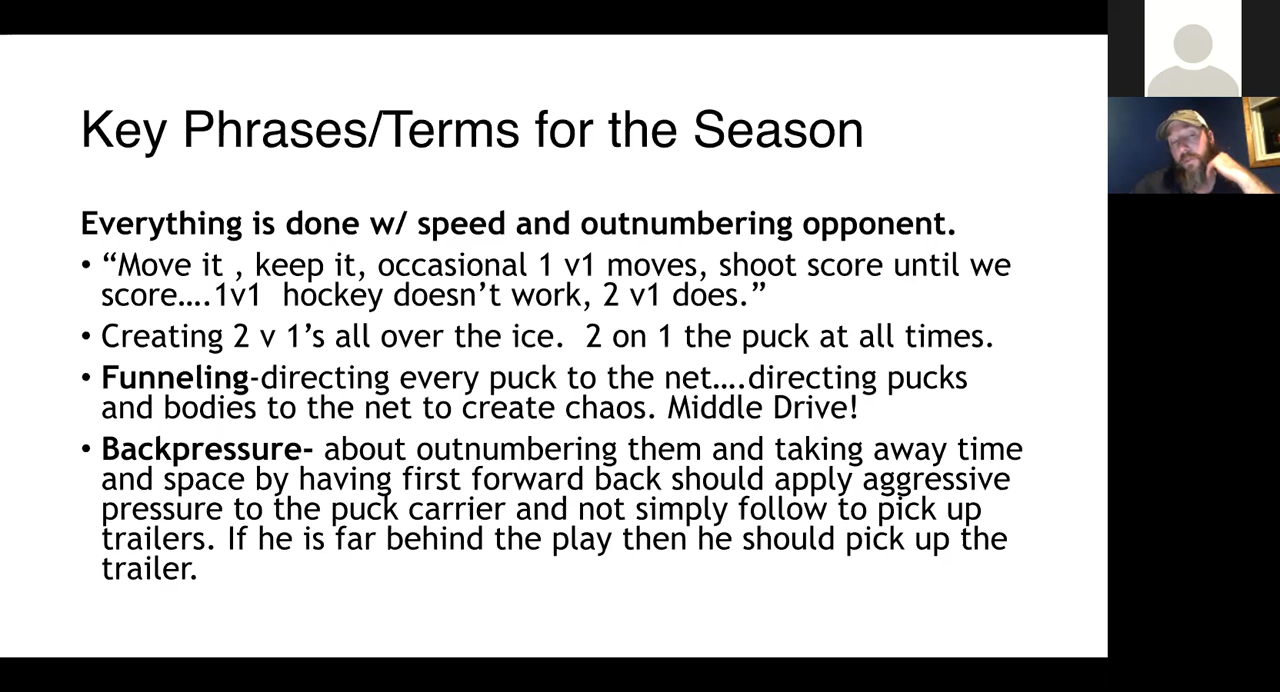 Key Phrases/Terms for the Season
Everything is done w/ speed and outnumbering opponent.
• “Move it , keep it, occasional 1 v1 moves, shoot score until we
score….1v1  hockey doesn’t work, 2 v1 does.”
• Creating 2 v 1’s all over the ice.  2 on 1 the puck at all times.
• Funneling-directing every puck to the net….directing pucks
and bodies to the net to create chaos. Middle Drive!
• Backpressure- about outnumbering them and taking away time
and space by having first forward back should apply aggressive
pressure to the puck carrier and not simply follow to pick up
trailers. If he is far behind the play then he should pick up the
trailer.